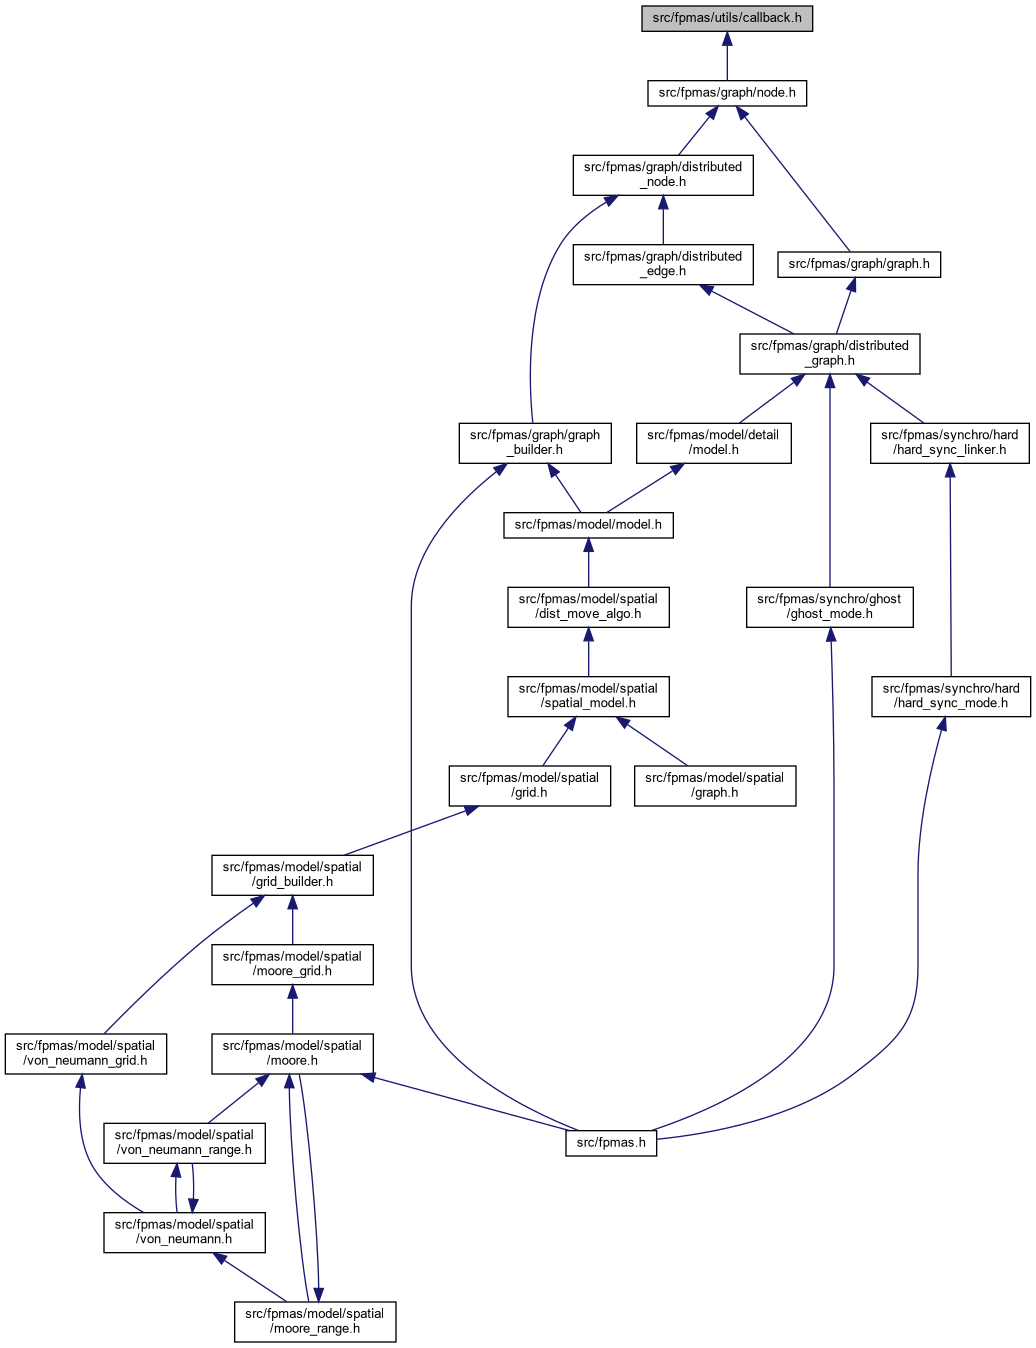 src/fpmas/utils/callback.h
src/fpmas/graph/node.h
src/fpmas/graph/distributed
_node.h
src/fpmas/graph/distributed
_edge.h
src/fpmas/graph/graph.h
src/fpmas/graph/distributed
_graph.h
src/fpmas/graph/graph
_builder.h
src/fpmas/model/detail
/model.h
src/fpmas/synchro/hard
/hard_sync_linker.h
src/fpmas/model/model.h
src/fpmas/model/spatial
/dist_move_algo.h
src/fpmas/synchro/ghost
/ghost_mode.h
src/fpmas/model/spatial
/spatial_model.h
src/fpmas/synchro/hard
/hard_sync_mode.h
src/fpmas/model/spatial
/grid.h
src/fpmas/model/spatial
/graph.h
src/fpmas/model/spatial
/grid_builder.h
src/fpmas/model/spatial
/moore_grid.h
src/fpmas/model/spatial
/von_neumann_grid.h
src/fpmas/model/spatial
/moore.h
src/fpmas/model/spatial
/von_neumann_range.h
src/fpmas.h
src/fpmas/model/spatial
/von_neumann.h
src/fpmas/model/spatial
/moore_range.h